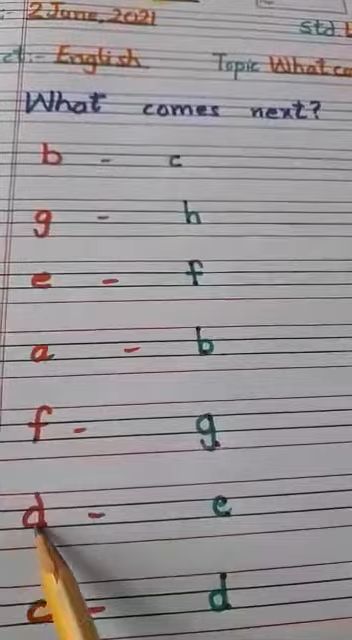 2 June, 2021
Std.
English Topic What
What comes next?
b - c
g - h
e - f
a - b
f - g
d - e
c - d